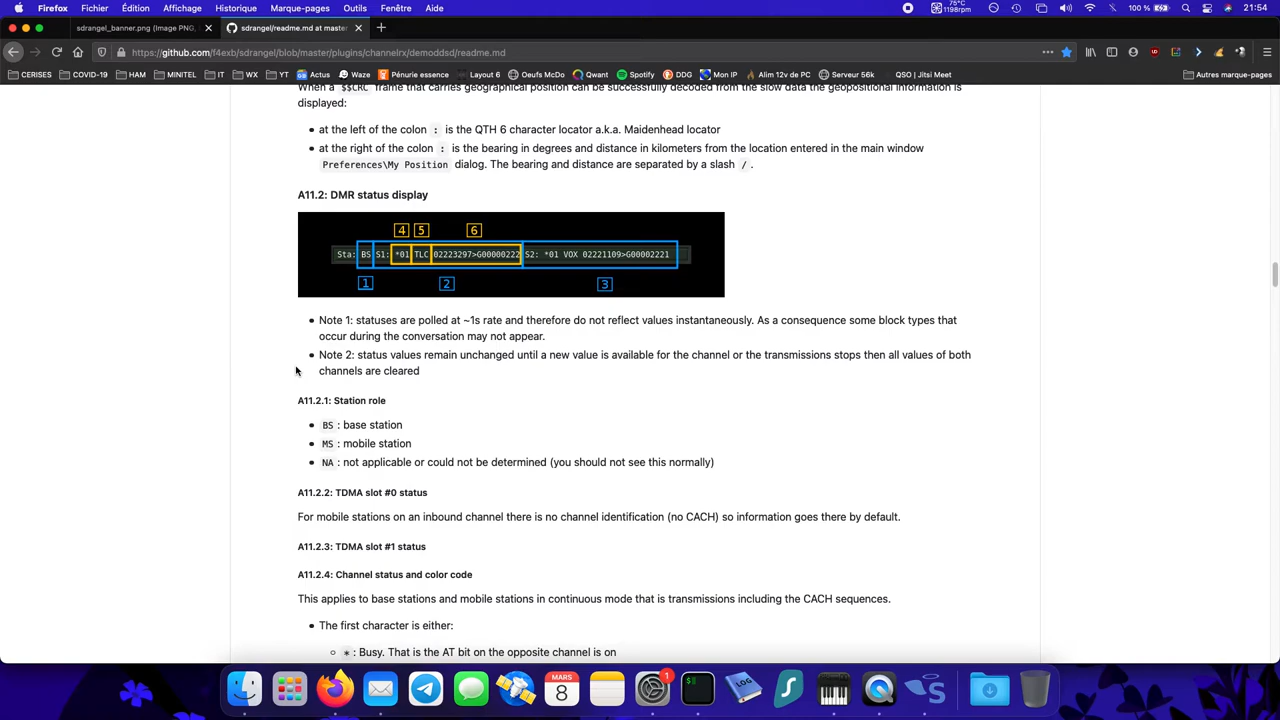 Firefox Fichier Édition Affichage Historique Marque-pages Outils Fenêtre Aide
75°C 1198rpm 100 % 21:54
sdrangel_banner.png (Image PNG, sdrangel/readme.md at master
https://github.com/f4exb/sdrangel/blob/master/plugins/channelrx/demoddsd/readme.md
CERISES COVID-19 HAM MINITEL IT WX YT Actus Waze Pénurie essence Layout 6 Oeufs McDo Qwant Spotify DDG Mon IP Alim 12v de PC Serveur 56k QSO | Jitsi Meet Autres marque-pages
When a $$CRC frame that carries geographical position can be successfully decoded from the slow data the geopositional information is
displayed:
at the left of the colon : is the QTH 6 character locator a.k.a. Maidenhead locator
at the right of the colon : is the bearing in degrees and distance in kilometers from the location entered in the main window
Preferences\My Position dialog. The bearing and distance are separated by a slash / .
A11.2: DMR status display
4 5 6
Sta: BS S1: *01 TLC 02223297>G00000222 S2: *01 VOX 02221109>G00002221
1 2 3
Note 1: statuses are polled at ~1s rate and therefore do not reflect values instantaneously. As a consequence some block types that
occur during the conversation may not appear.
Note 2: status values remain unchanged until a new value is available for the channel or the transmissions stops then all values of both
channels are cleared
A11.2.1: Station role
BS : base station
MS : mobile station
NA : not applicable or could not be determined (you should not see this normally)
A11.2.2: TDMA slot #0 status
For mobile stations on an inbound channel there is no channel identification (no CACH) so information goes there by default.
A11.2.3: TDMA slot #1 status
A11.2.4: Channel status and color code
This applies to base stations and mobile stations in continuous mode that is transmissions including the CACH sequences.
The first character is either:
* : Busy. That is the AT bit on the opposite channel is on
MARS
8
1
$
LOG